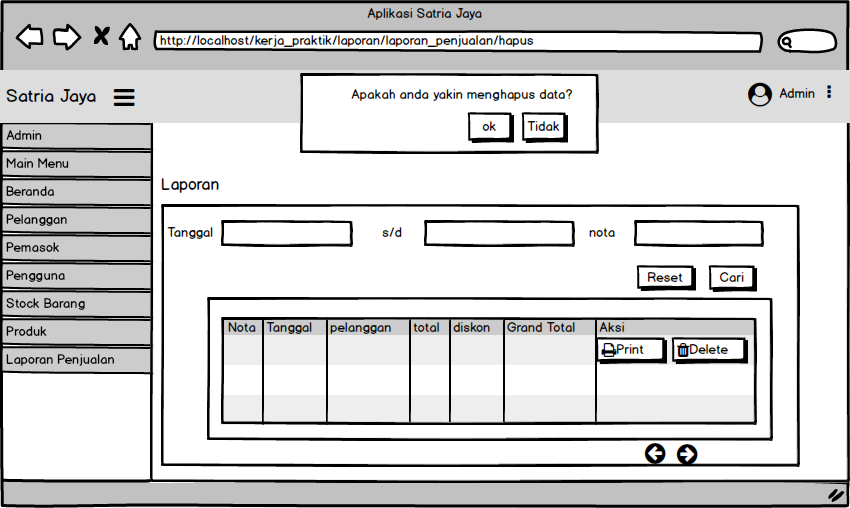 Aplikasi Satria Jaya
http://localhost/kerja_praktik/laporan/laporan_penjualan/hapus
Satria Jaya
Apakah anda yakin menghapus data?
ok Tidak
Admin
Admin
Main Menu
Beranda
Pelanggan
Pemasok
Pengguna
Stock Barang
Produk
Laporan Penjualan
Laporan
Tanggal s/d nota
Reset Cari
Nota Tanggal pelanggan total diskon Grand Total Aksi
Print Delete